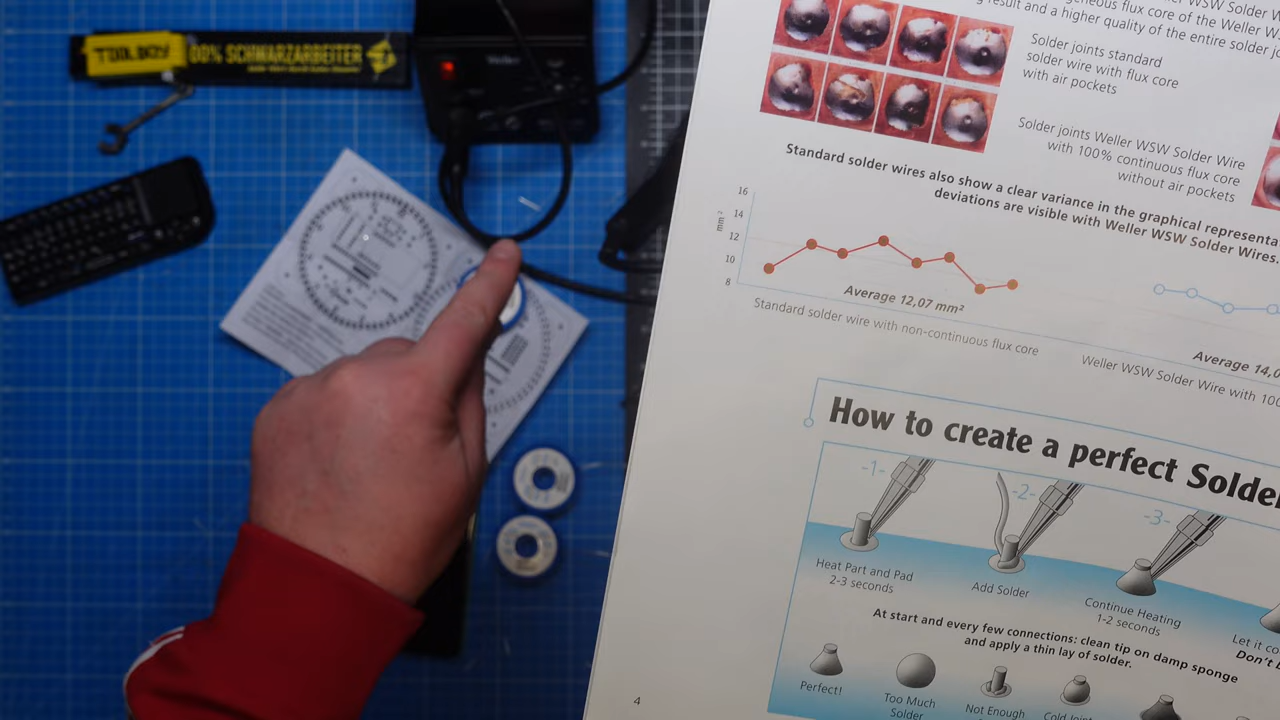 TOOLBOY
00% SCHWARZARBEITER
Weller
result and a higher quality of the entire solder
geneous flux core of the Weller
Solder joints standard
solder wire with flux core
with air pockets
Solder joints Weller WSW Solder Wire
with 100% continuous flux core
without air pockets
Standard solder wires also show a clear variance in the graphical representa
deviations are visible with Weller WSW Solder Wires.
mm²
16
14
12
10
8
Average 12,07 mm²
Standard solder wire with non-continuous flux core
Average 14,0
Weller WSW Solder Wire with 100
How to create a perfect Solde
-1-
-2-
-3-
Heat Part and Pad
2-3 seconds
Add Solder
Continue Heating
1-2 seconds
Let it co
Don't
At start and every few connections: clean tip on damp sponge
and apply a thin lay of solder.
Perfect!
Too Much
Solder
Not Enough
Cold Joint
4